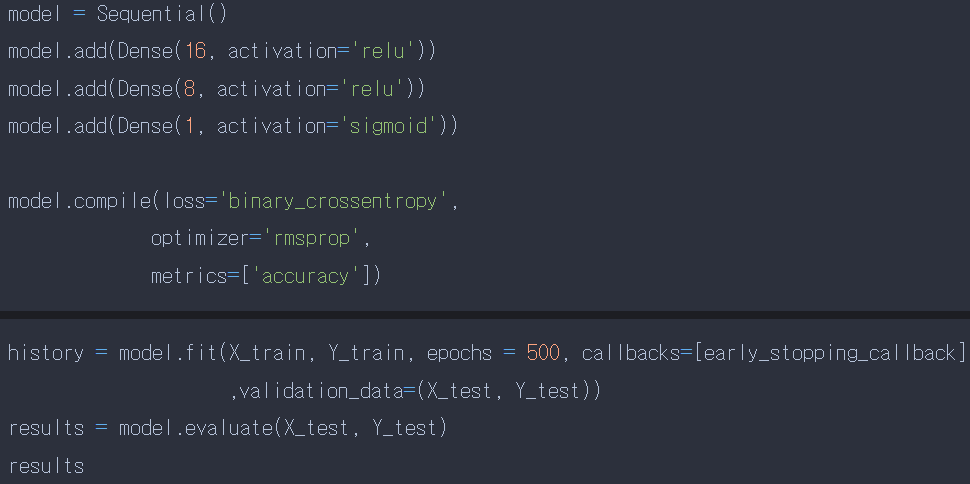 model = Sequential()
model.add(Dense(16, activation='relu'))
model.add(Dense(8, activation='relu'))
model.add(Dense(1, activation='sigmoid'))
model.compile(loss='binary_crossentropy',
optimizer='rmsprop',
metrics=['accuracy'])
history = model.fit(X_train, Y_train, epochs = 500, callbacks=[early_stopping_callback]
,validation_data=(X_test, Y_test))
results = model.evaluate(X_test, Y_test)
results